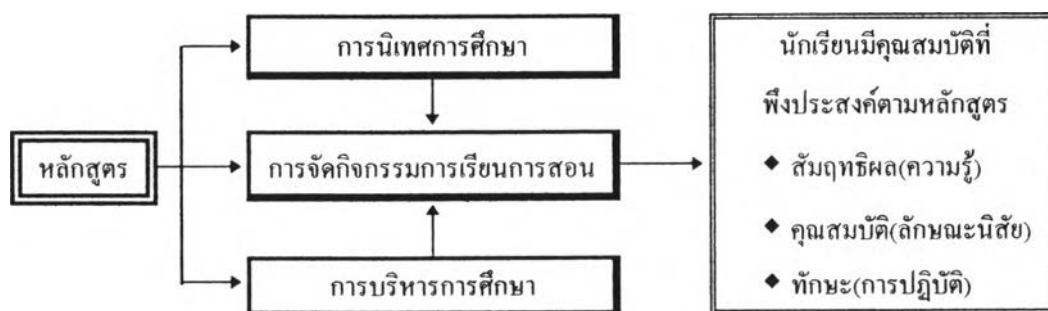 หลักสูตร
การนิเทศการศึกษา
การจัดกิจกรรมการเรียนการสอน
การบริหารการศึกษา
นักเรียนมีคุณสมบัติที่
พึงประสงค์ตามหลักสูตร
◆ สัมฤทธิผล(ความรู้)
◆ คุณสมบัติ(ลักษณะนิสัย)
◆ ทักษะ(การปฏิบัติ)